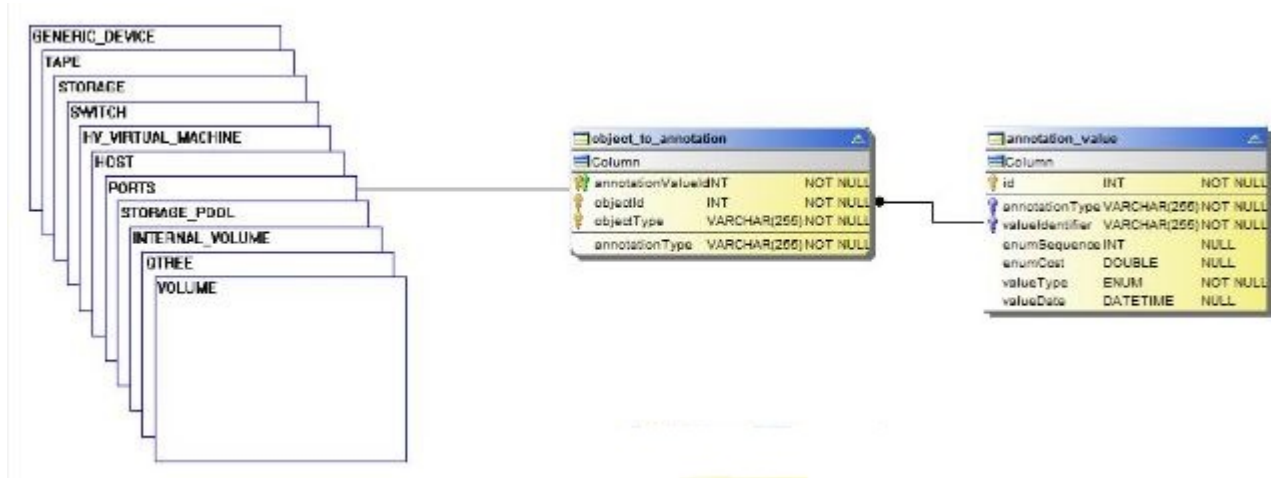 GENERIC_DEVICE
TAPE
STORAGE
SWITCH
HV_VIRTUAL_MACHINE
HOST
PORTS
STORAGE_POOL
INTERNAL_VOLUME
QTREE
VOLUME
object_to_annotation
Column
annotationValueId INT NOT NULL
objectId INT NOT NULL
objectType VARCHAR(255) NOT NULL
annotationType VARCHAR(255) NOT NULL
annotation_value
Column
id INT NOT NULL
annotationType VARCHAR(255) NOT NULL
valueIdentifier VARCHAR(255) NOT NULL
enumSequence INT NULL
enumCost DOUBLE NULL
valueType ENUM NOT NULL
valueDate DATETIME NULL